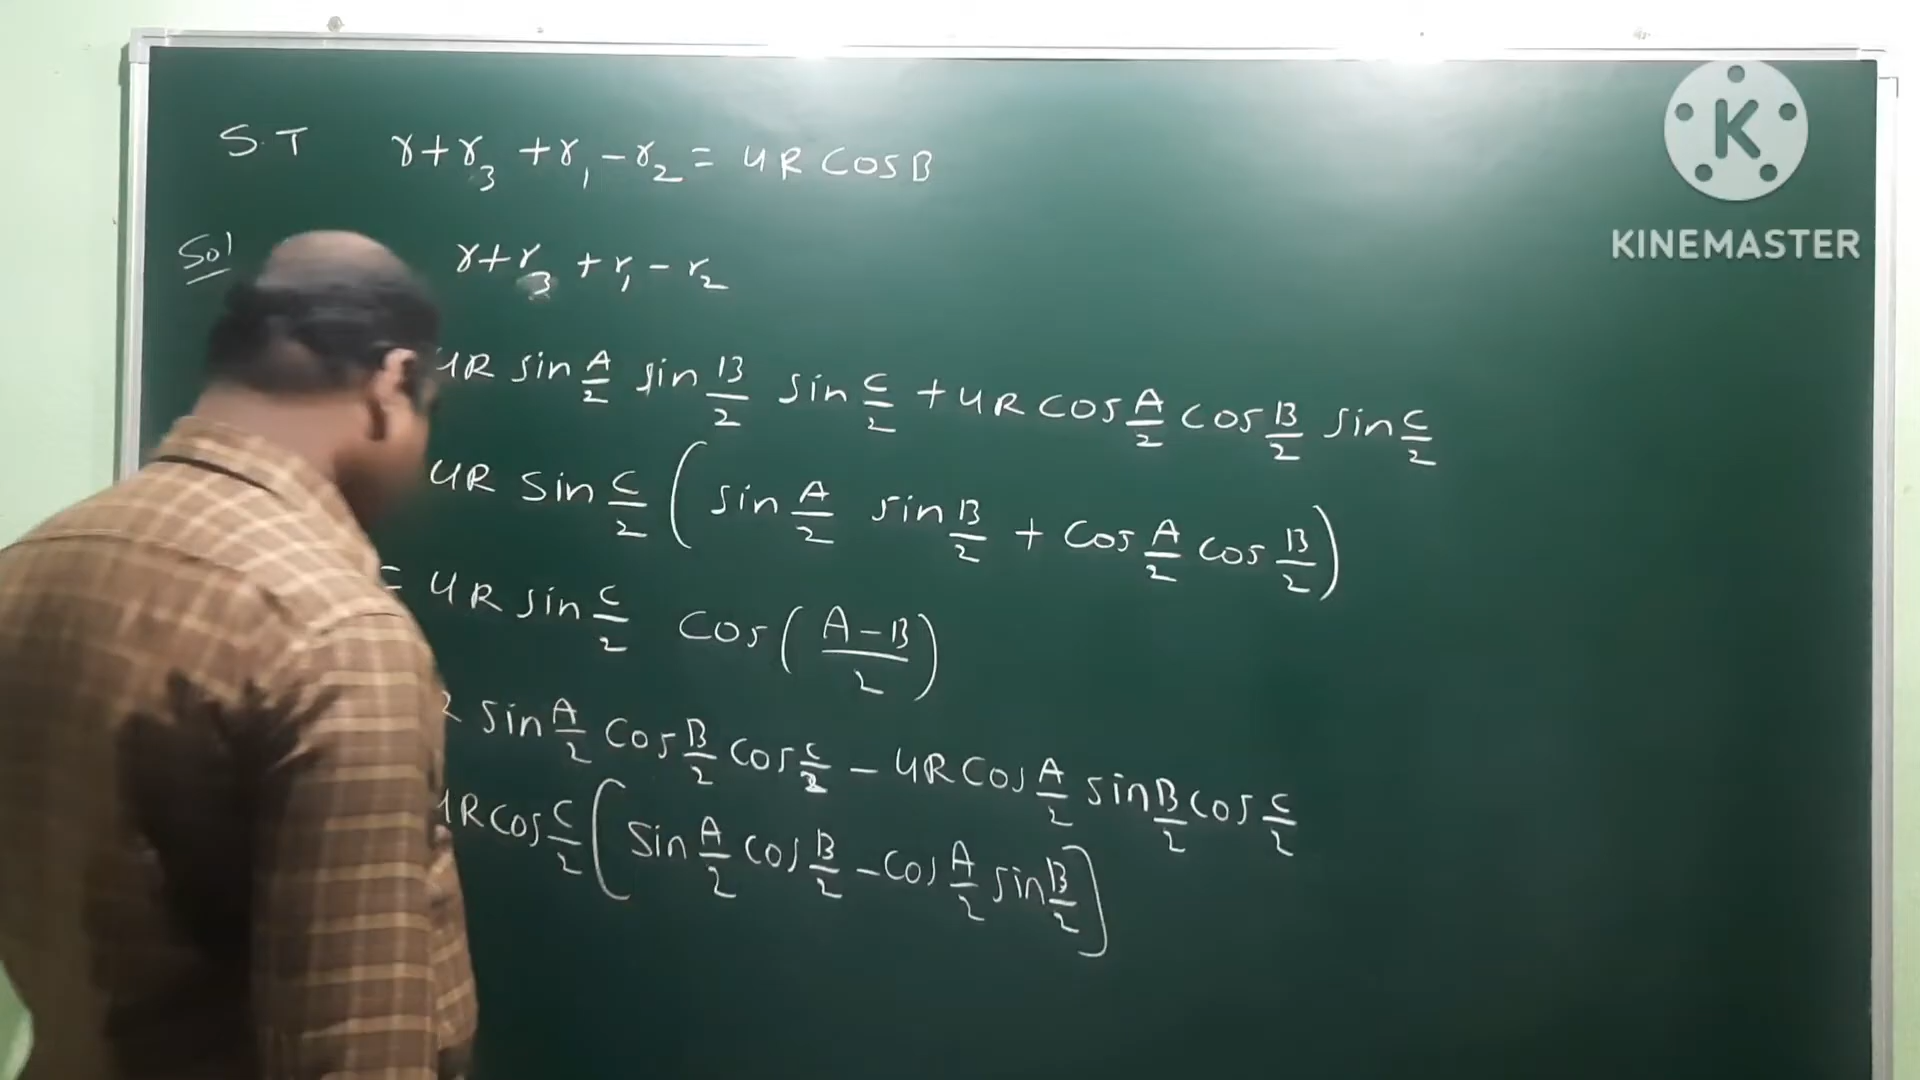 S.T r+r₃ +r₁ -r₂ = 4R COSB
Sol r+r₃ +r₁ - r₂
4R sin A/2 sin B/2 sin C/2 + 4R cos A/2 cos B/2 sin C/2
4R sin C/2 (sin A/2 sin B/2 + cos A/2 cos B/2)
= 4R sin C/2 cos((A-B)/2)
R sin A/2 cos B/2 cos C/2 - 4R cos A/2 sin B/2 cos C/2
4R cos C/2 (sin A/2 cos B/2 - cos A/2 sin B/2]
K
KINEMASTER